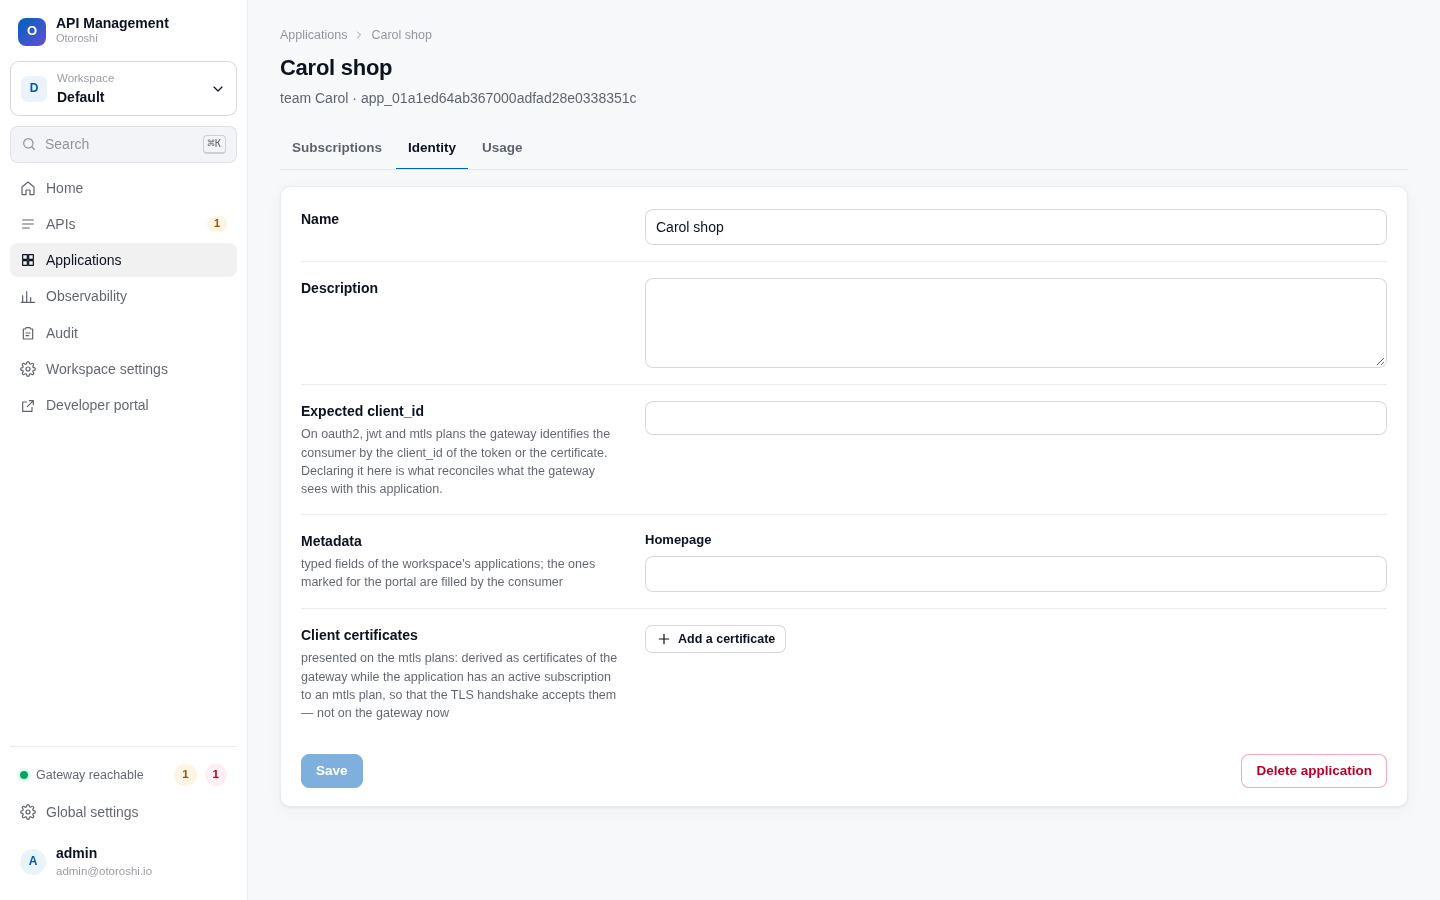 O
API Management
Otoroshi
D
Workspace
Default
Search
⌘K
Home
APIs
1
Applications
Observability
Audit
Workspace settings
Developer portal
Gateway reachable
1
1
Global settings
A
admin
admin@otoroshi.io
Applications
Carol shop
Carol shop
team Carol · app_01a1ed64ab367000adfad28e0338351c
Subscriptions
Identity
Usage
Name
Carol shop
Description
Expected client_id
On oauth2, jwt and mtls plans the gateway identifies the
consumer by the client_id of the token or the certificate.
Declaring it here is what reconciles what the gateway
sees with this application.
Metadata
typed fields of the workspace's applications; the ones
marked for the portal are filled by the consumer
Homepage
Client certificates
presented on the mtls plans: derived as certificates of the
gateway while the application has an active subscription
to an mtls plan, so that the TLS handshake accepts them
— not on the gateway now
Add a certificate
Save
Delete application